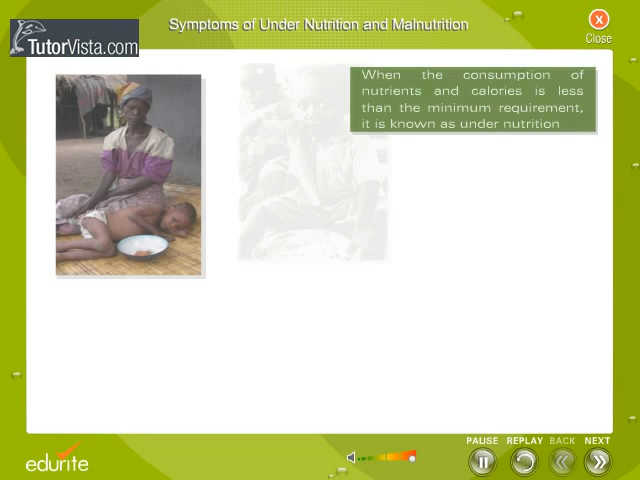 Symptoms of Under Nutrition and Malnutrition
X
Close
TutorVista.com
When the consumption of
nutrients and calories is less
than the minimum requirement,
it is known as under nutrition
PAUSE REPLAY BACK NEXT
edurite